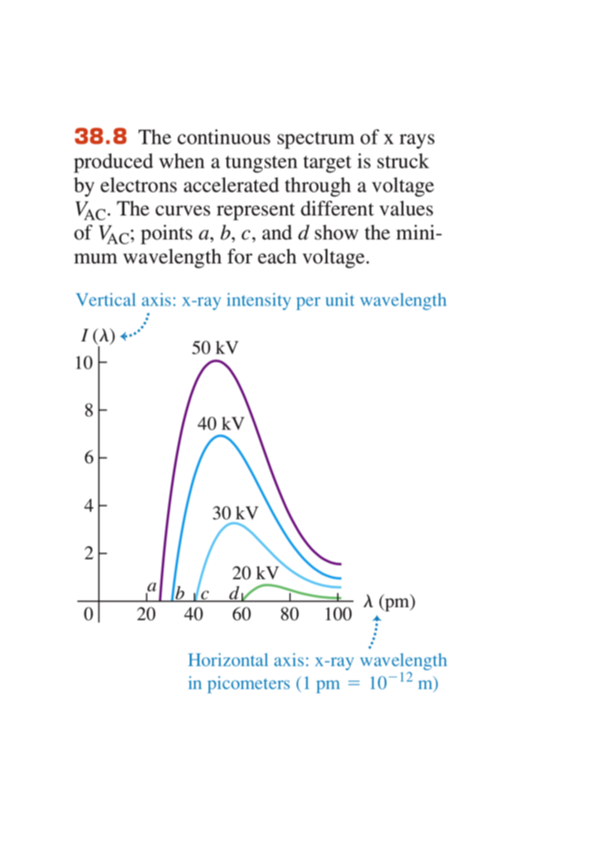 38.8 The continuous spectrum of x rays
produced when a tungsten target is struck
by electrons accelerated through a voltage
VAC. The curves represent different values
of VAC; points a, b, c, and d show the mini-
mum wavelength for each voltage.
Vertical axis: x-ray intensity per unit wavelength
I (λ)
50 kV
10
8
40 kV
6
4
30 kV
2
20 kV
a b c d
λ (pm)
0 20 40 60 80 100
Horizontal axis: x-ray wavelength
in picometers (1 pm = 10⁻¹² m)